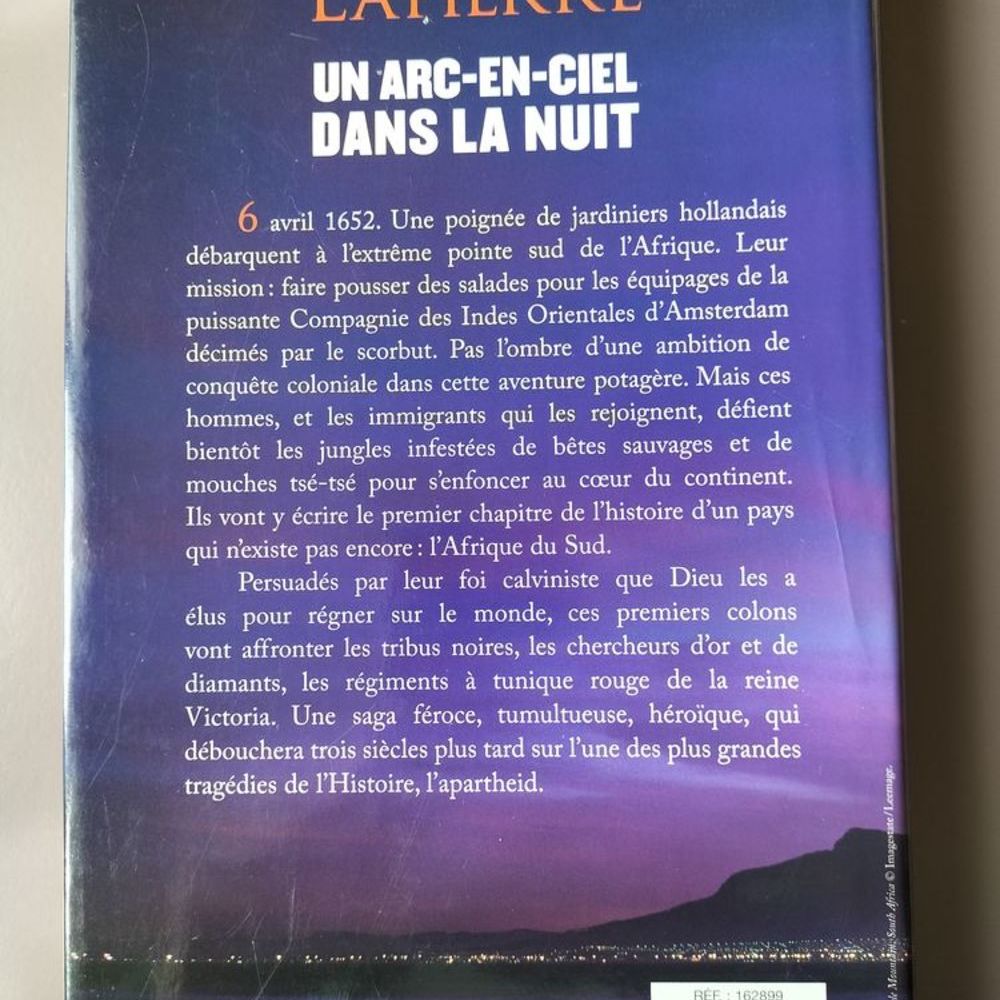 LAPIERRE
UN ARC-EN-CIEL
DANS LA NUIT
6 avril 1652. Une poignée de jardiniers hollandais
débarquent à l'extrême pointe sud de l'Afrique. Leur
mission : faire pousser des salades pour les équipages de la
puissante Compagnie des Indes Orientales d'Amsterdam
décimés par le scorbut. Pas l'ombre d'une ambition de
conquête coloniale dans cette aventure potagère. Mais ces
hommes, et les immigrants qui les rejoignent, défient
bientôt les jungles infestées de bêtes sauvages et de
mouches tsé-tsé pour s'enfoncer au cœur du continent.
Ils vont y écrire le premier chapitre de l'histoire d'un pays
qui n'existe pas encore : l'Afrique du Sud.
Persuadés par leur foi calviniste que Dieu les a
élus pour régner sur le monde, ces premiers colons
vont affronter les tribus noires, les chercheurs d'or et de
diamants, les régiments à tunique rouge de la reine
Victoria. Une saga féroce, tumultueuse, héroïque, qui
débouchera trois siècles plus tard sur l'une des plus grandes
tragédies de l'Histoire, l'apartheid.
Mountain, South Africa © Imagestate / Leemage.
RÉF. : 162899